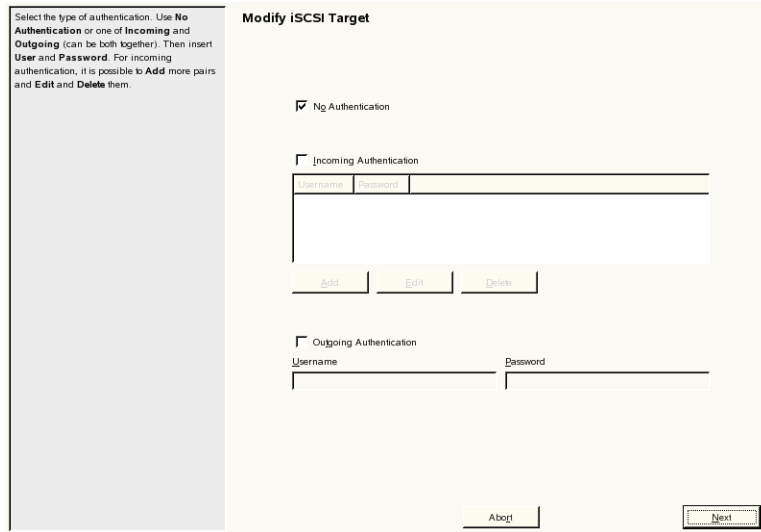 Select the type of authentication. Use No
Authentication or one of Incoming and
Outgoing (can be both together). Then insert
User and Password. For incoming
authentication, it is possible to Add more pairs
and Edit and Delete them.
Modify iSCSI Target
No Authentication
Incoming Authentication
Username Password
Add Edit Delete
Outgoing Authentication
Username Password
Abort Next